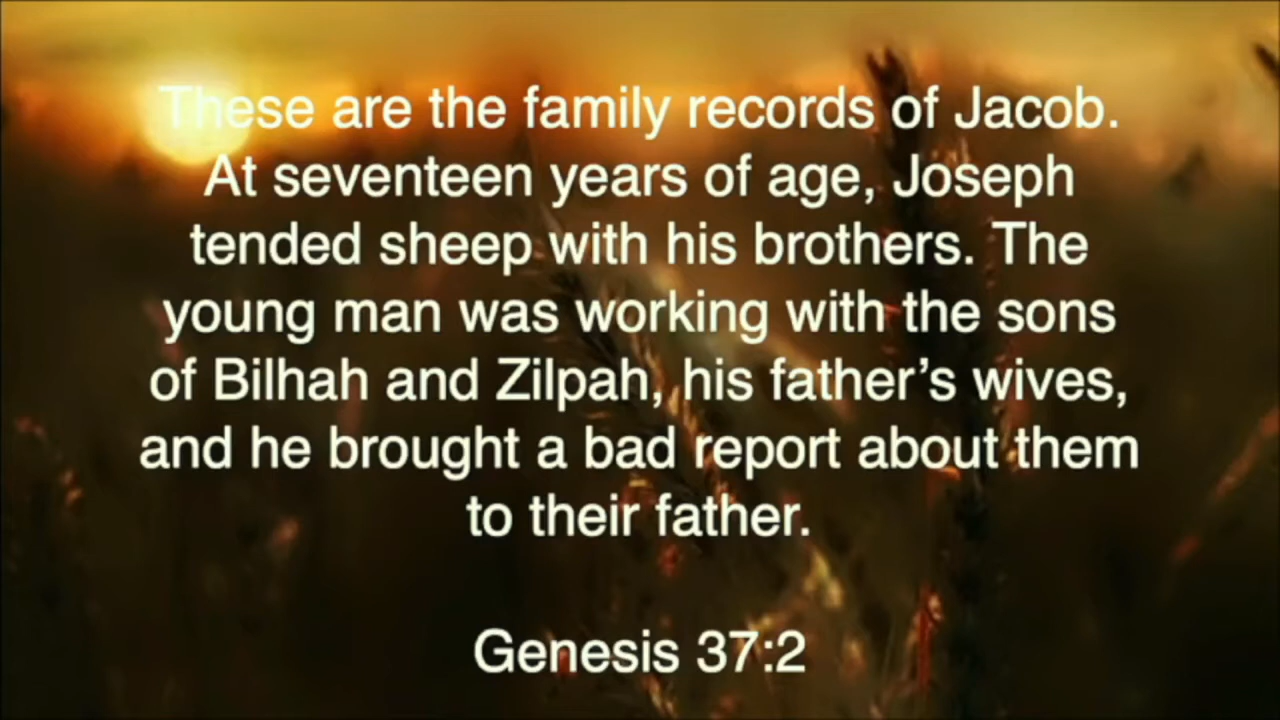 These are the family records of Jacob.
At seventeen years of age, Joseph
tended sheep with his brothers. The
young man was working with the sons
of Bilhah and Zilpah, his father’s wives,
and he brought a bad report about them
to their father.
Genesis 37:2